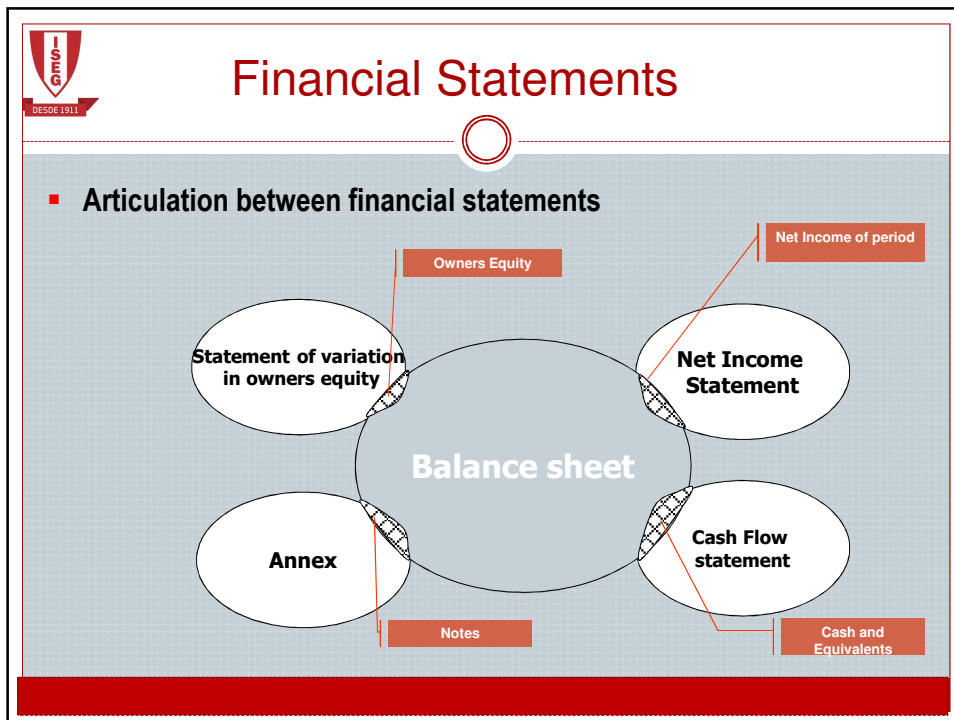 ISEG
DESDE 1911
Financial Statements
Articulation between financial statements
Net Income of period
Owners Equity
Statement of variation
in owners equity
Net Income
Statement
Balance sheet
Annex
Cash Flow
statement
Notes
Cash and
Equivalents